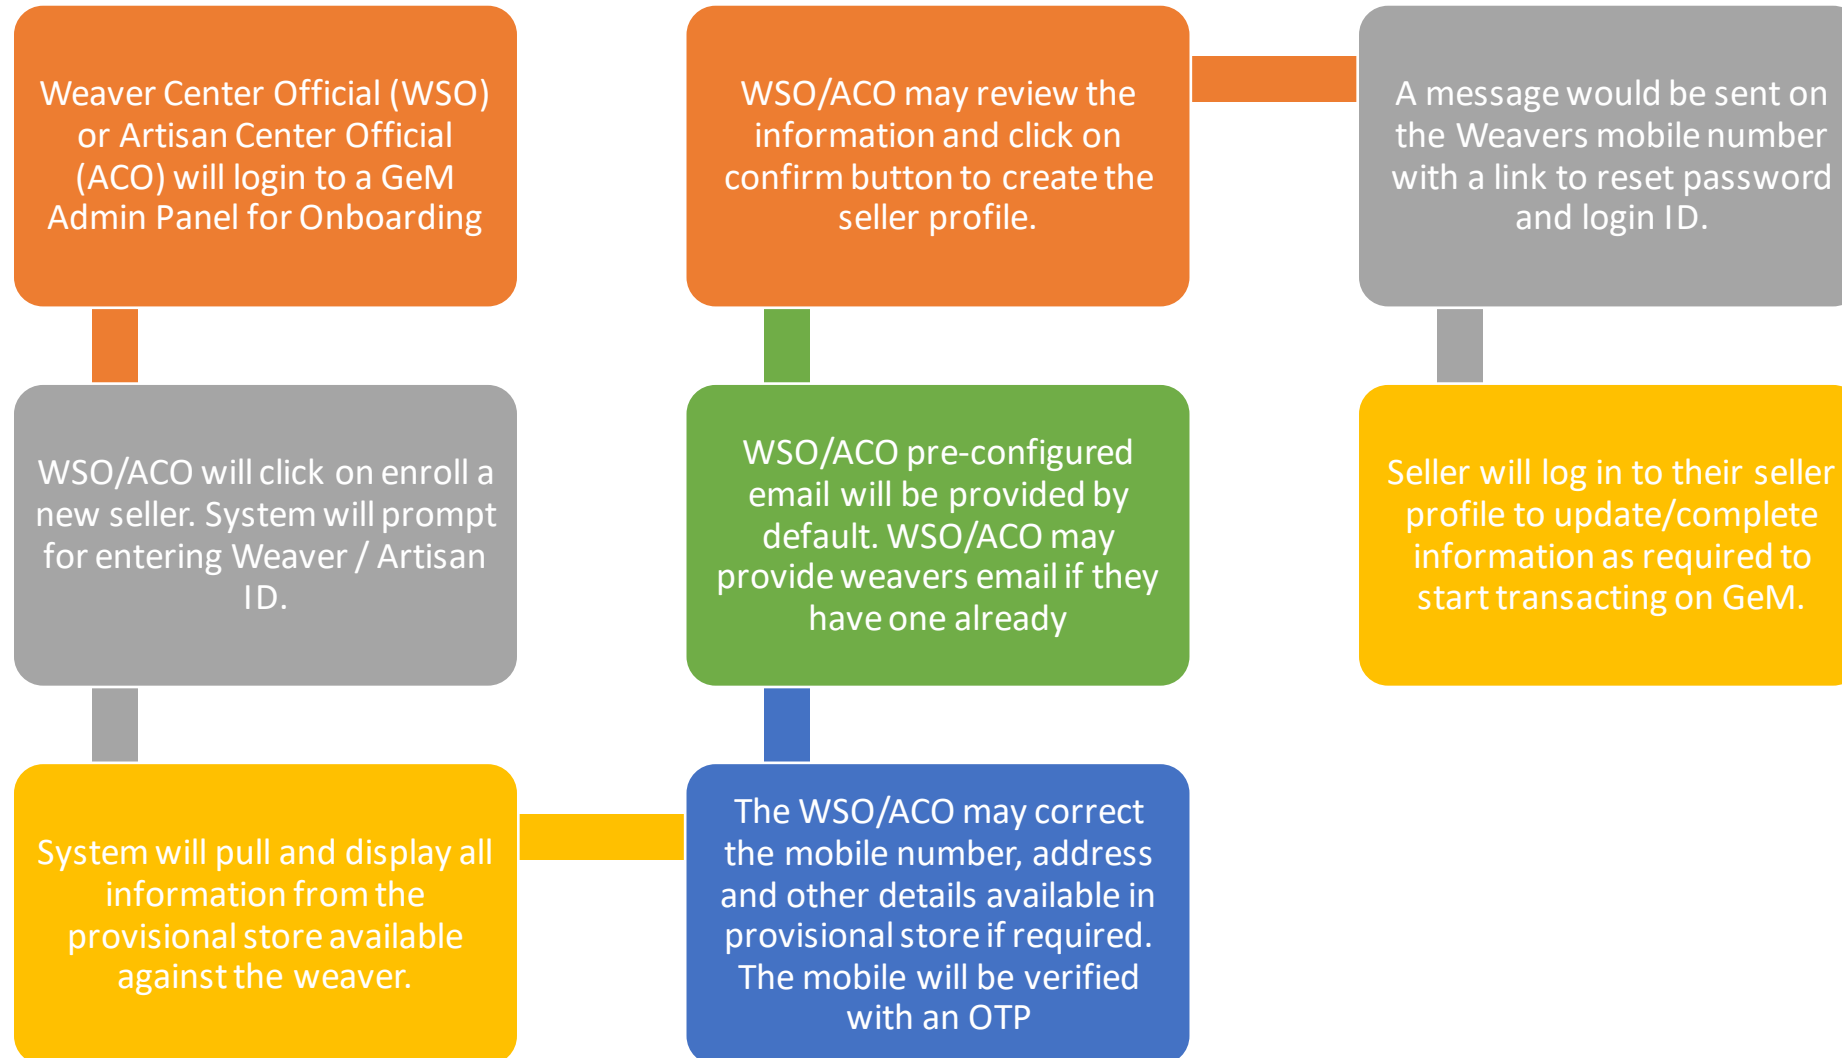 Weaver Center Official (WSO)
or Artisan Center Official
(ACO) will login to a GeM
Admin Panel for Onboarding
WSO/ACO will click on enroll a
new seller. System will prompt
for entering Weaver / Artisan
ID.
System will pull and display all
information from the
provisional store available
against the weaver.
The WSO/ACO may correct
the mobile number, address
and other details available in
provisional store if required.
The mobile will be verified
with an OTP
WSO/ACO pre-configured
email will be provided by
default. WSO/ACO may
provide weavers email if they
have one already
WSO/ACO may review the
information and click on
confirm button to create the
seller profile.
A message would be sent on
the Weavers mobile number
with a link to reset password
and login ID.
Seller will log in to their seller
profile to update/complete
information as required to
start transacting on GeM.